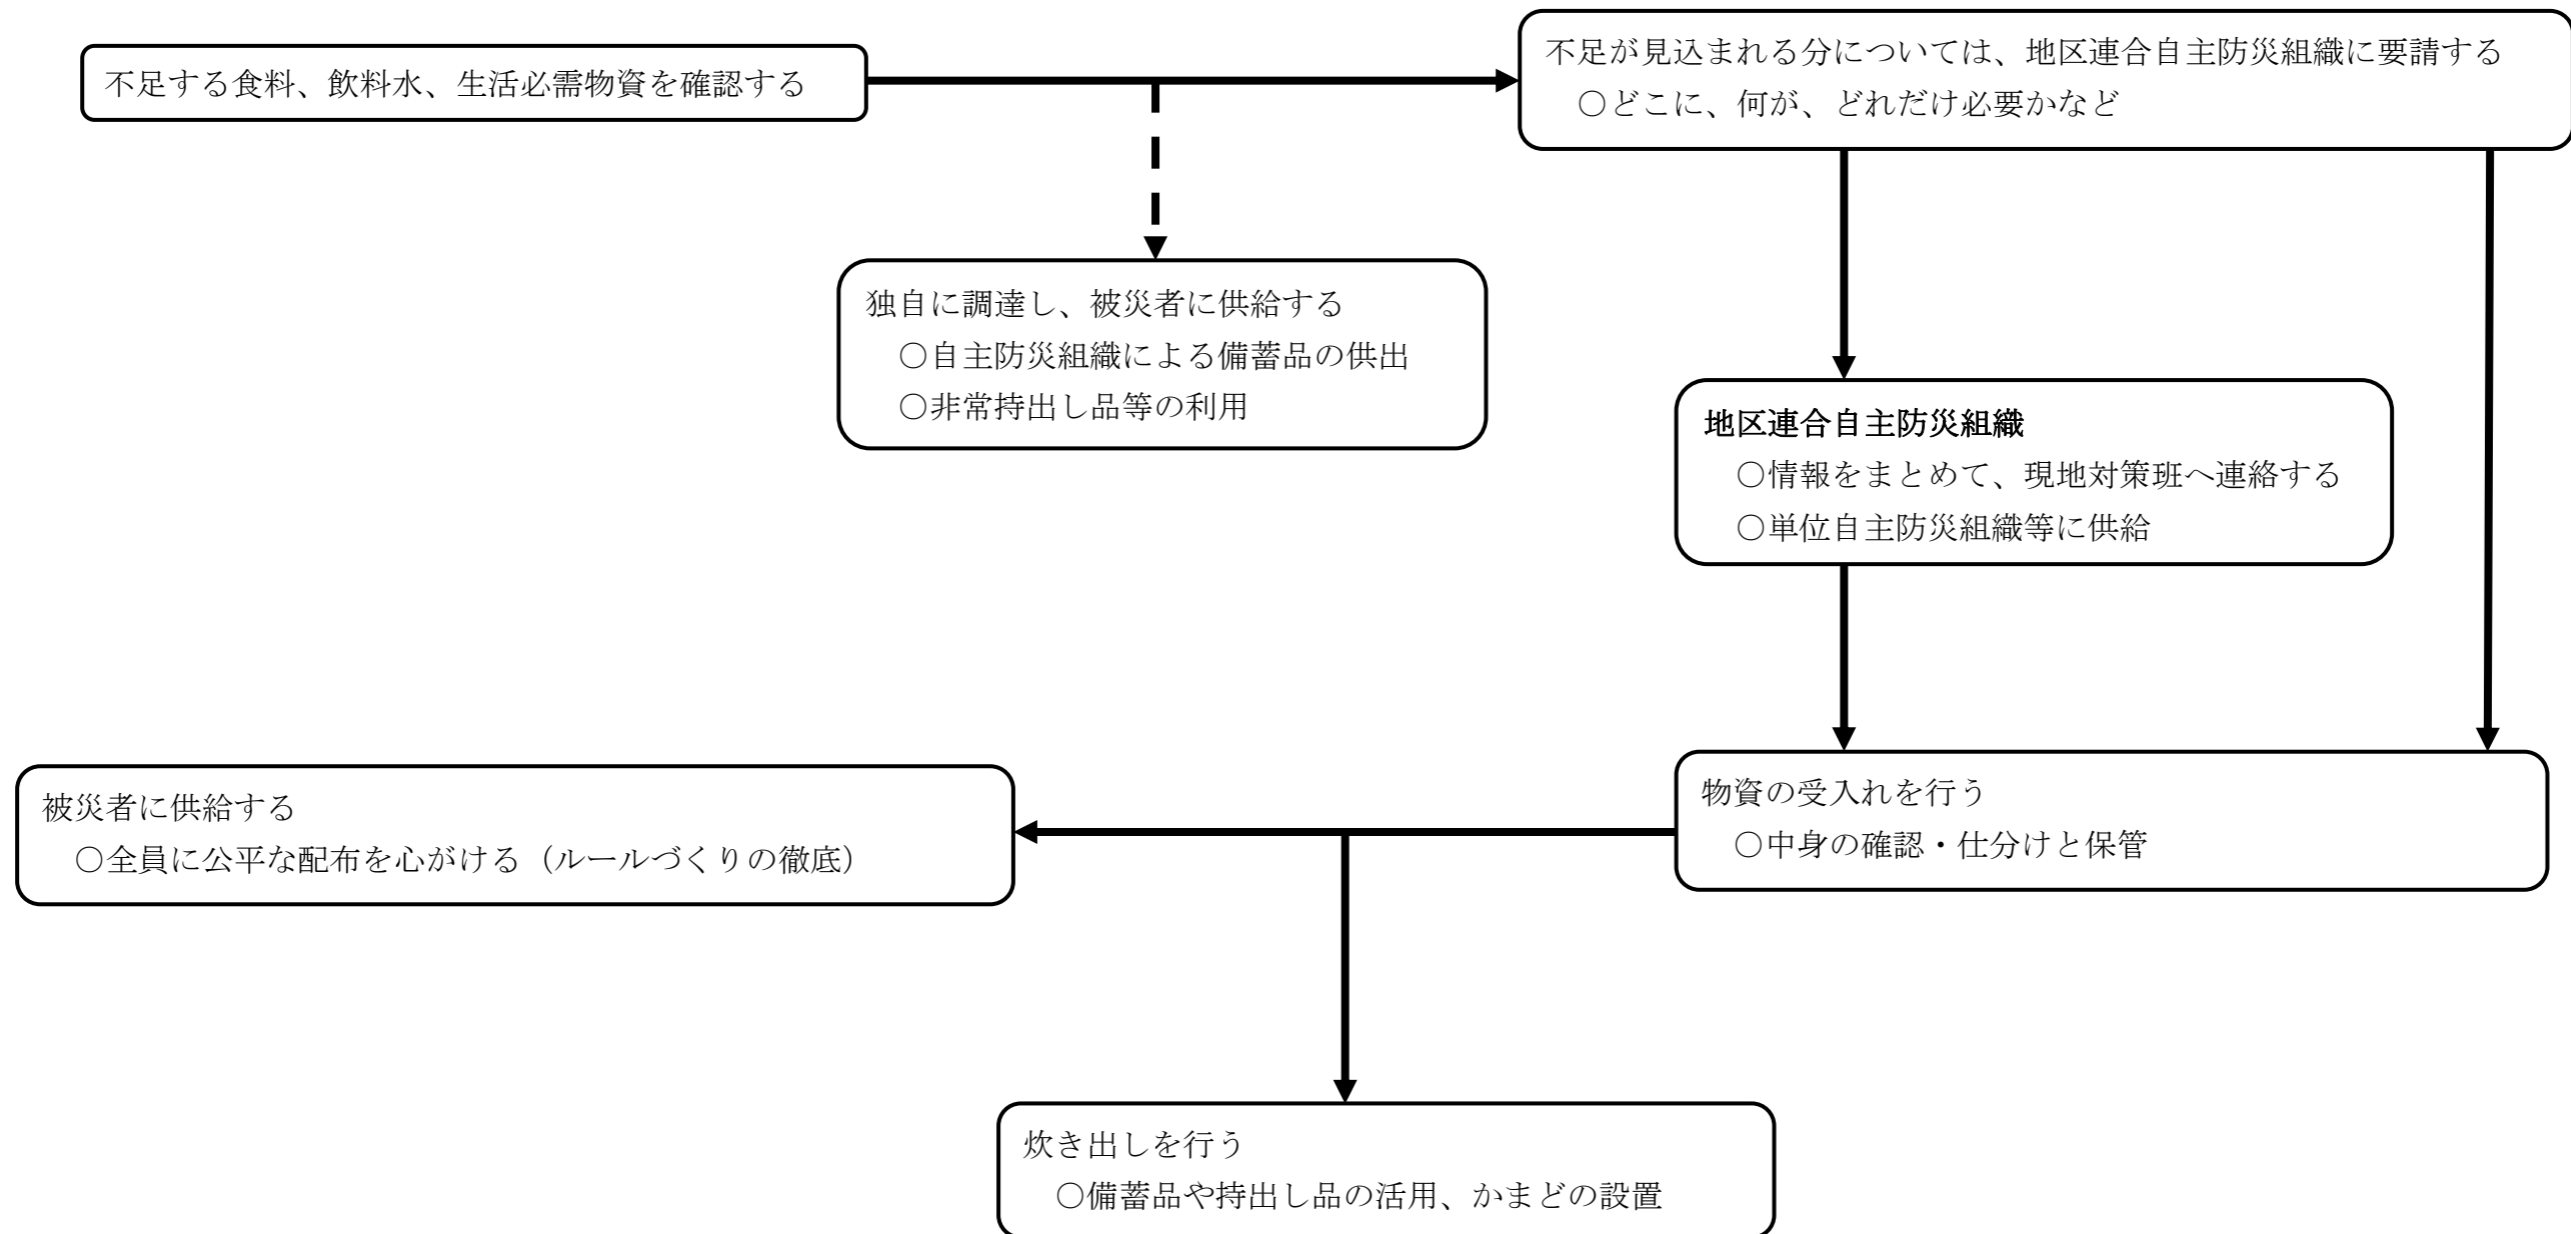 不足する食料、飲料水、生活必需物資を確認する
不足が見込まれる分については、地区連合自主防災組織に要請する
○どこに、何が、どれだけ必要かなど
独自に調達し、被災者に供給する
○自主防災組織による備蓄品の供出
○非常持出し品等の利用
地区連合自主防災組織
○情報をまとめて、現地対策班へ連絡する
○単位自主防災組織等に供給
物資の受入れを行う
○中身の確認・仕分けと保管
被災者に供給する
○全員に公平な配布を心がける（ルールづくりの徹底）
炊き出しを行う
○備蓄品や持出し品の活用、かまどの設置